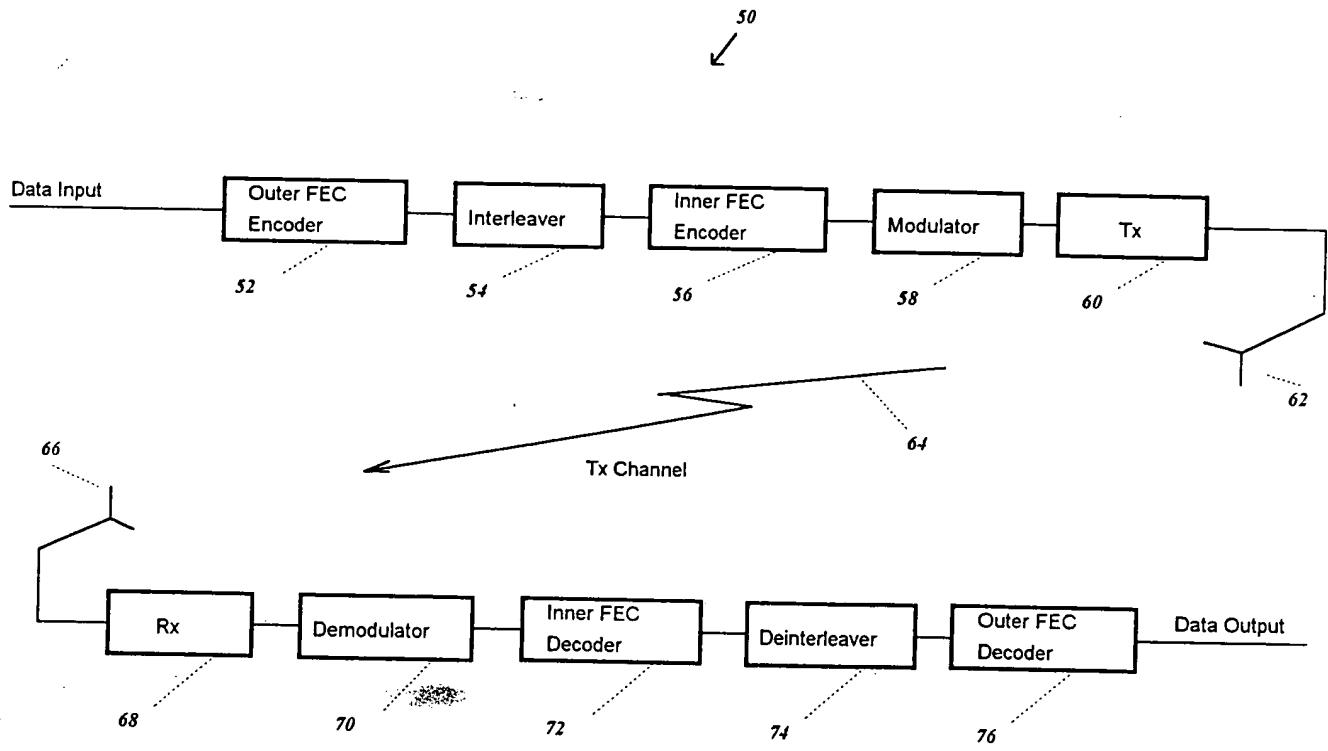 50
Data Input
Outer FEC
Encoder
Interleaver
Inner FEC
Encoder
Modulator
Tx
52
54
56
58
60
62
64
Tx Channel
66
Rx
Demodulator
Inner FEC
Decoder
Deinterleaver
Outer FEC
Decoder
Data Output
68
70
72
74
76